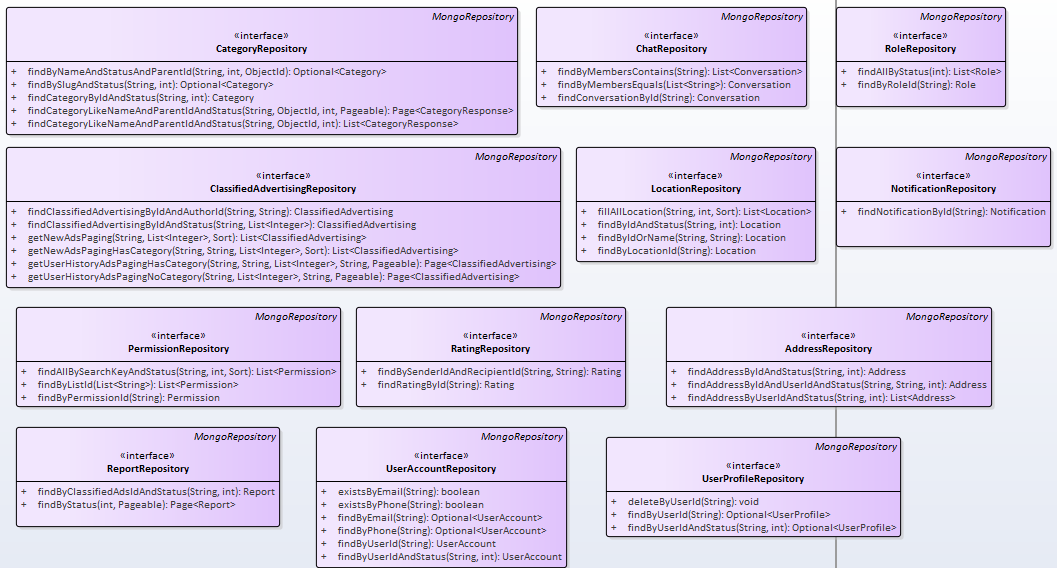 MongoRepository
«interface»
CategoryRepository
+ findByNameAndStatusAndParentId(String, int, ObjectId): Optional<Category>
+ findBySlugAndStatus(String, int): Optional<Category>
+ findCategoryByIdAndStatus(String, int): Category
+ findCategoryLikeNameAndParentIdAndStatus(String, ObjectId, int, Pageable): Page<CategoryResponse>
+ findCategoryLikeNameAndParentIdAndStatus(String, ObjectId, int): List<CategoryResponse>
MongoRepository
«interface»
ChatRepository
+ findByMembersContains(String): List<Conversation>
+ findByMembersEquals(List<String>): Conversation
+ findConversationById(String): Conversation
MongoRepository
«interface»
RoleRepository
+ findAllByStatus(int): List<Role>
+ findByRoleId(String): Role
MongoRepository
«interface»
ClassifiedAdvertisingRepository
+ findClassifiedAdvertisingByIdAndAuthorId(String, String): ClassifiedAdvertising
+ findClassifiedAdvertisingByIdAndStatus(String, List<Integer>): ClassifiedAdvertising
+ getNewAdsPaging(String, List<Integer>, Sort): List<ClassifiedAdvertising>
+ getNewAdsPagingHasCategory(String, String, List<Integer>, Sort): List<ClassifiedAdvertising>
+ getUserHistoryAdsPagingHasCategory(String, String, List<Integer>, String, Pageable): Page<ClassifiedAdvertising>
+ getUserHistoryAdsPagingNoCategory(String, List<Integer>, String, Pageable): Page<ClassifiedAdvertising>
MongoRepository
«interface»
LocationRepository
+ fillAllLocation(String, int, Sort): List<Location>
+ findByIdAndStatus(String, int): Location
+ findByIdOrName(String, String): Location
+ findByLocationId(String): Location
MongoRepository
«interface»
NotificationRepository
+ findNotificationById(String): Notification
MongoRepository
«interface»
PermissionRepository
+ findAllBySearchKeyAndStatus(String, int, Sort): List<Permission>
+ findByListId(List<String>): List<Permission>
+ findByPermissionId(String): Permission
MongoRepository
«interface»
RatingRepository
+ findBySenderIdAndRecipientId(String, String): Rating
+ findRatingById(String): Rating
MongoRepository
«interface»
AddressRepository
+ findAddressByIdAndStatus(String, int): Address
+ findAddressByIdAndUserIdAndStatus(String, String, int): Address
+ findAddressByUserIdAndStatus(String, int): List<Address>
MongoRepository
«interface»
ReportRepository
+ findByClassifiedAdsIdAndStatus(String, int): Report
+ findByStatus(int, Pageable): Page<Report>
MongoRepository
«interface»
UserAccountRepository
+ existsByEmail(String): boolean
+ existsByPhone(String): boolean
+ findByEmail(String): Optional<UserAccount>
+ findByPhone(String): Optional<UserAccount>
+ findByUserId(String): UserAccount
+ findByUserIdAndStatus(String, int): UserAccount
MongoRepository
«interface»
UserProfileRepository
+ deleteByUserId(String): void
+ findByUserId(String): Optional<UserProfile>
+ findByUserIdAndStatus(String, int): Optional<UserProfile>